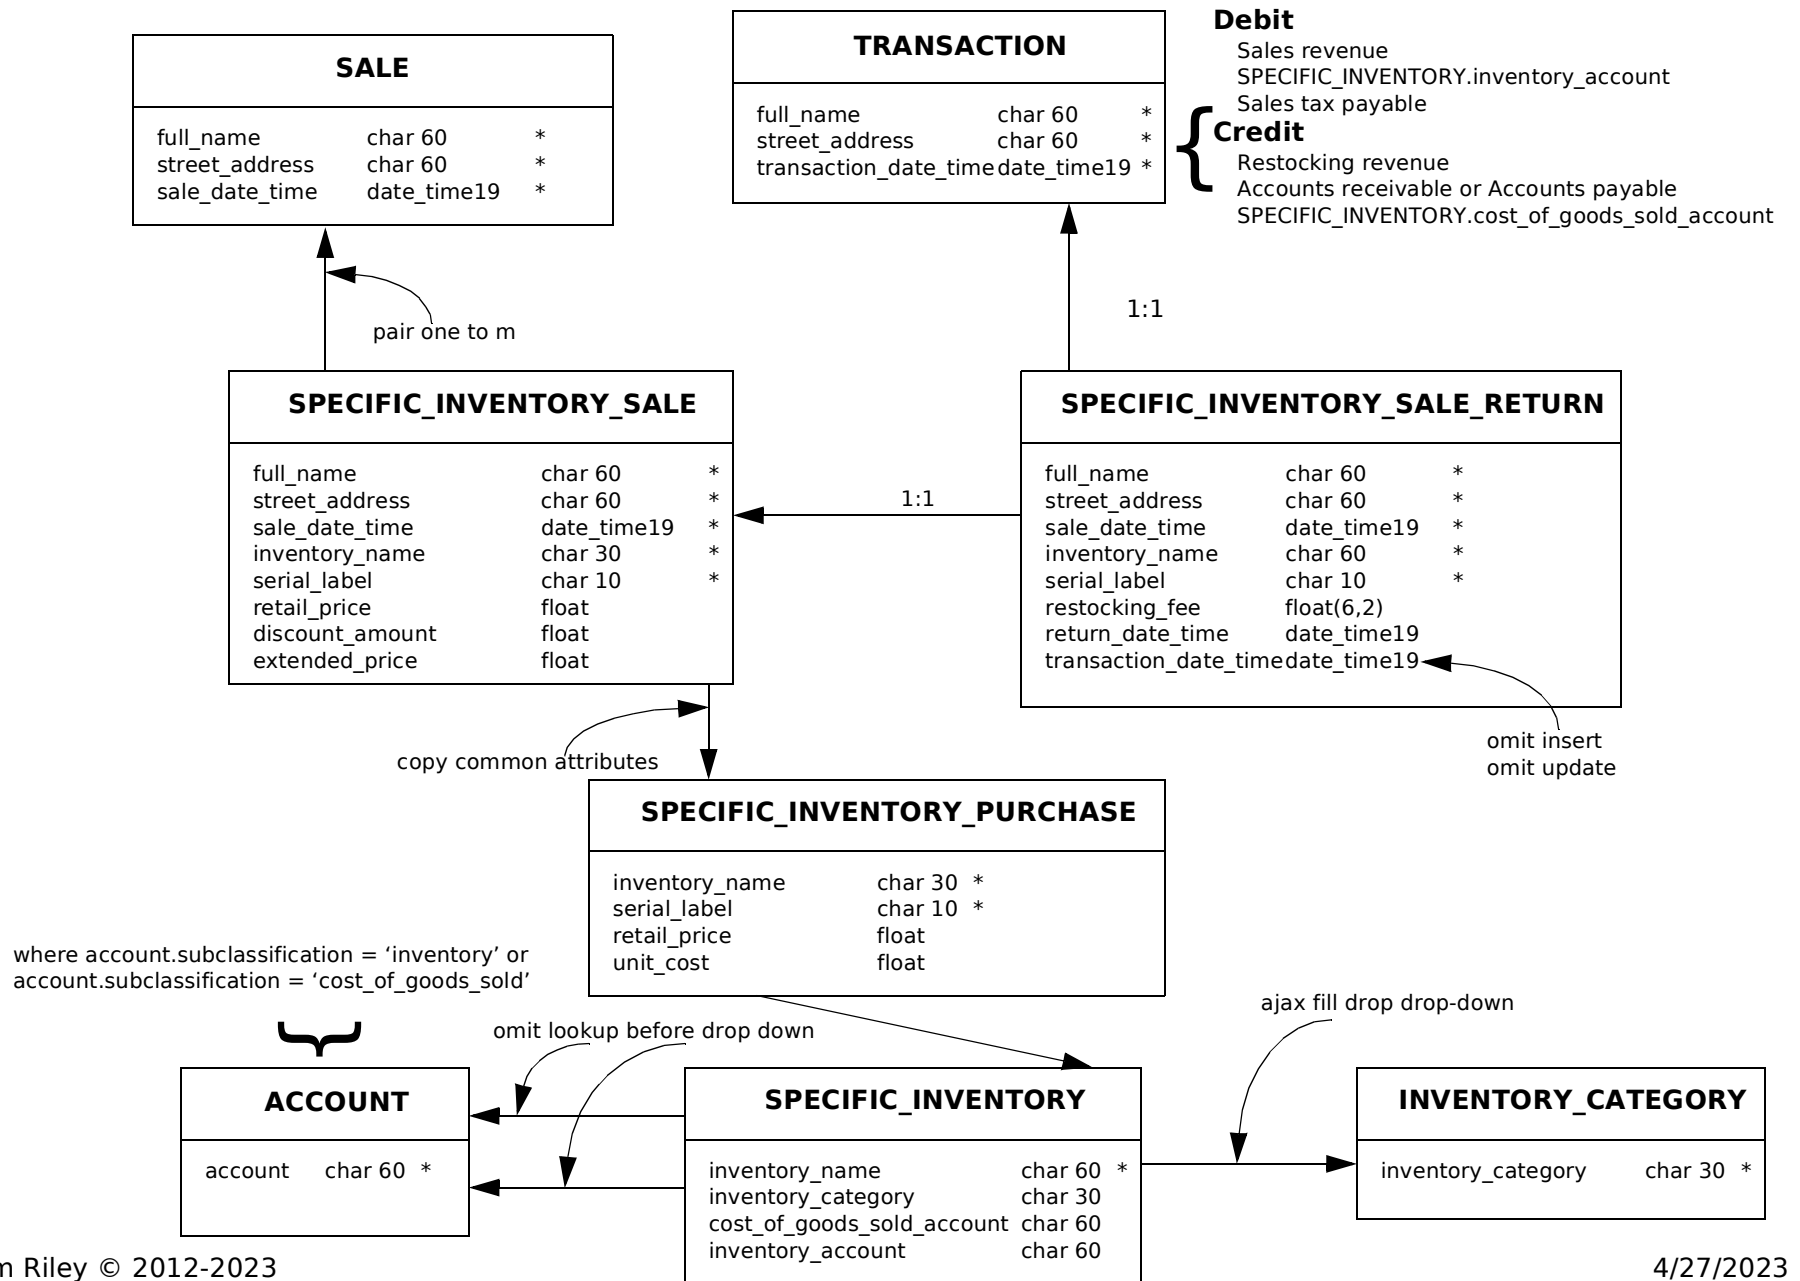 SALE
full_name char 60 *
street_address char 60 *
sale_date_time date_time19 *
TRANSACTION
full_name char 60 *
street_address char 60 *
transaction_date_time date_time19 *
{
Debit
Sales revenue
SPECIFIC_INVENTORY.inventory_account
Sales tax payable
Credit
Restocking revenue
Accounts receivable or Accounts payable
SPECIFIC_INVENTORY.cost_of_goods_sold_account
pair one to m
1:1
SPECIFIC_INVENTORY_SALE
full_name char 60 *
street_address char 60 *
sale_date_time date_time19 *
inventory_name char 30 *
serial_label char 10 *
retail_price float
discount_amount float
extended_price float
1:1
SPECIFIC_INVENTORY_SALE_RETURN
full_name char 60 *
street_address char 60 *
sale_date_time date_time19 *
inventory_name char 60 *
serial_label char 10 *
restocking_fee float(6,2)
return_date_time date_time19
transaction_date_time date_time19
omit insert
omit update
copy common attributes
SPECIFIC_INVENTORY_PURCHASE
inventory_name char 30 *
serial_label char 10 *
retail_price float
unit_cost float
where account.subclassification = ‘inventory’ or
account.subclassification = ‘cost_of_goods_sold’
}
omit lookup before drop down
ajax fill drop drop-down
ACCOUNT
account char 60 *
SPECIFIC_INVENTORY
inventory_name char 60 *
inventory_category char 30
cost_of_goods_sold_account char 60
inventory_account char 60
INVENTORY_CATEGORY
inventory_category char 30 *
m Riley © 2012-2023
4/27/2023